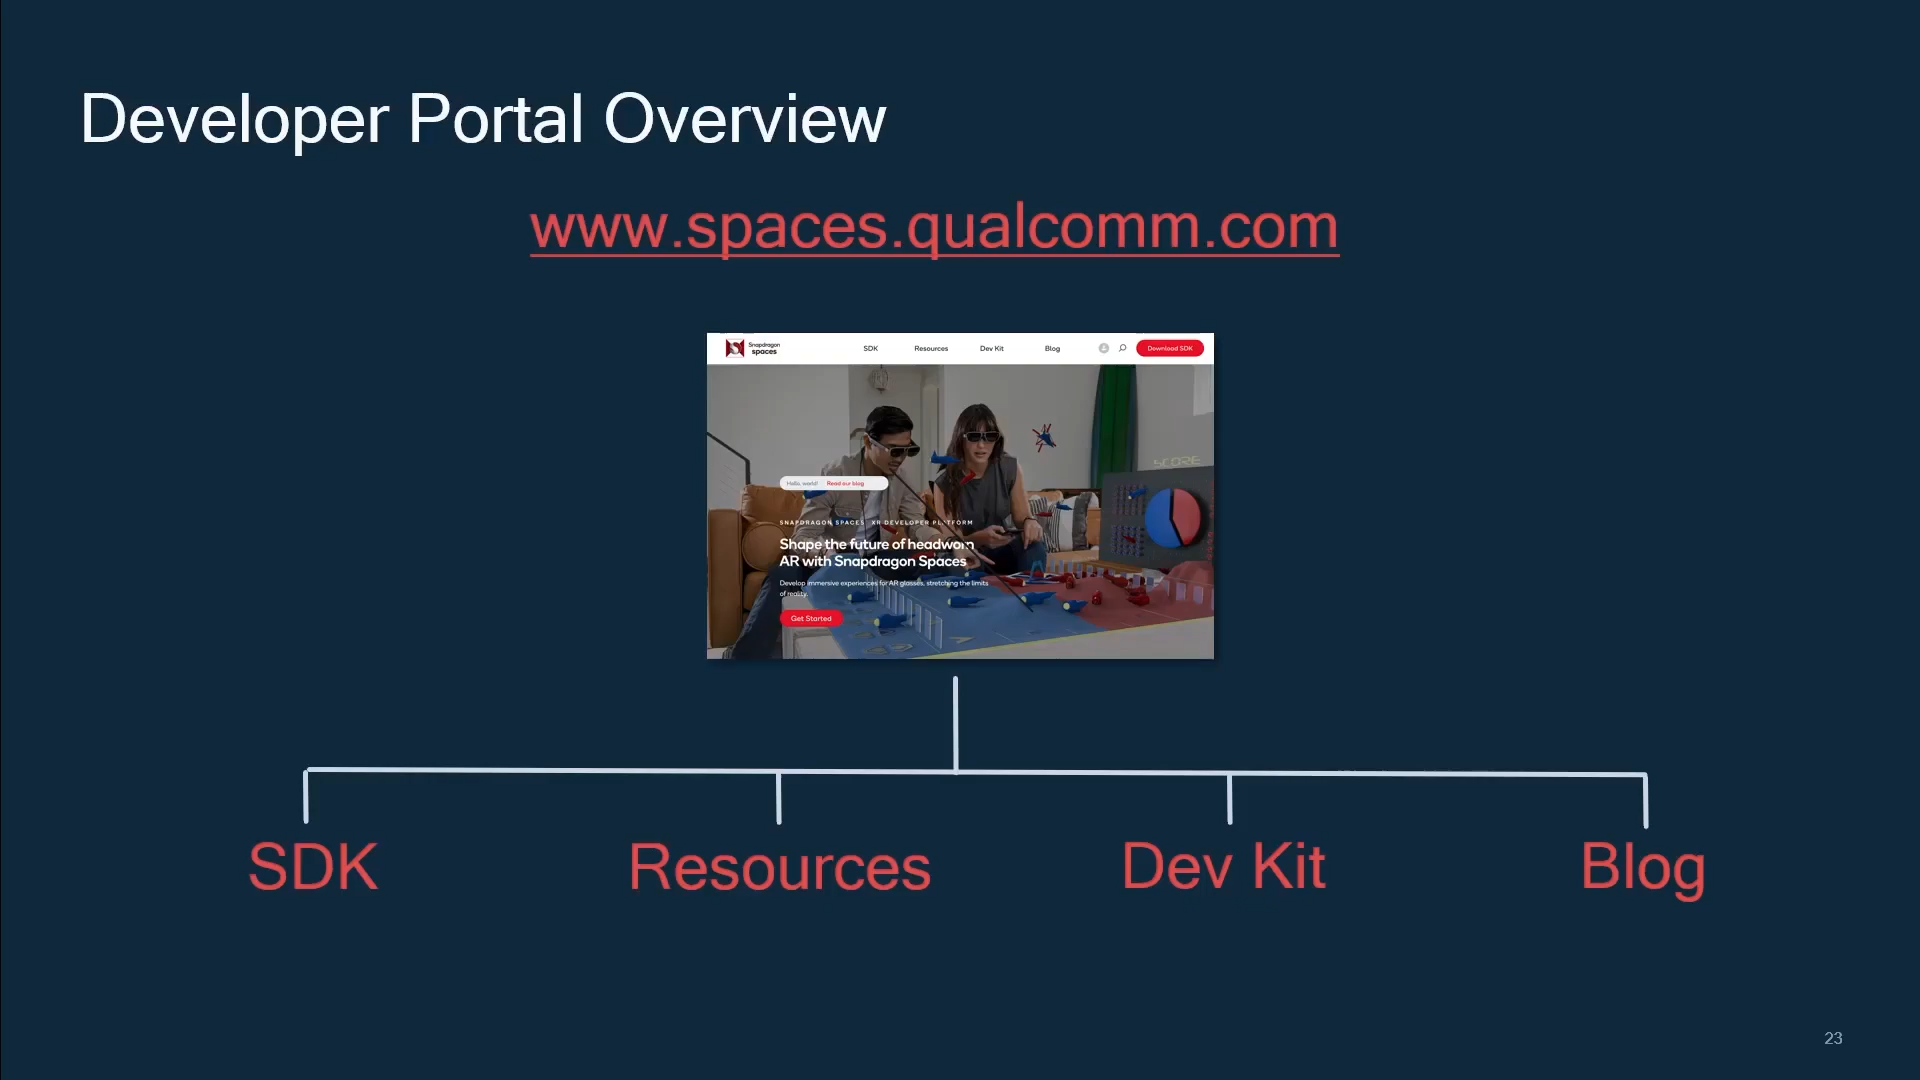 Developer Portal Overview
www.spaces.qualcomm.com
Snapdragon
spaces
SDK
Resources
Dev Kit
Blog
Download SDK
SCORE
Hello, world! Read our blog
SNAPDRAGON SPACES XR DEVELOPER PLATFORM
Shape the future of headworn
AR with Snapdragon Spaces
Develop immersive experiences for AR glasses, stretching the limits
of reality.
Get Started
SDK
Resources
Dev Kit
Blog
23